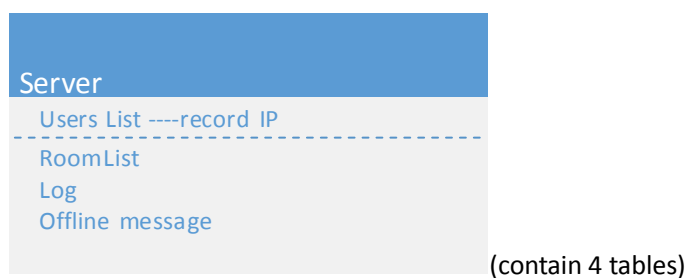 Server
Users List ----record IP
RoomList
Log
Offline message
(contain 4 tables)